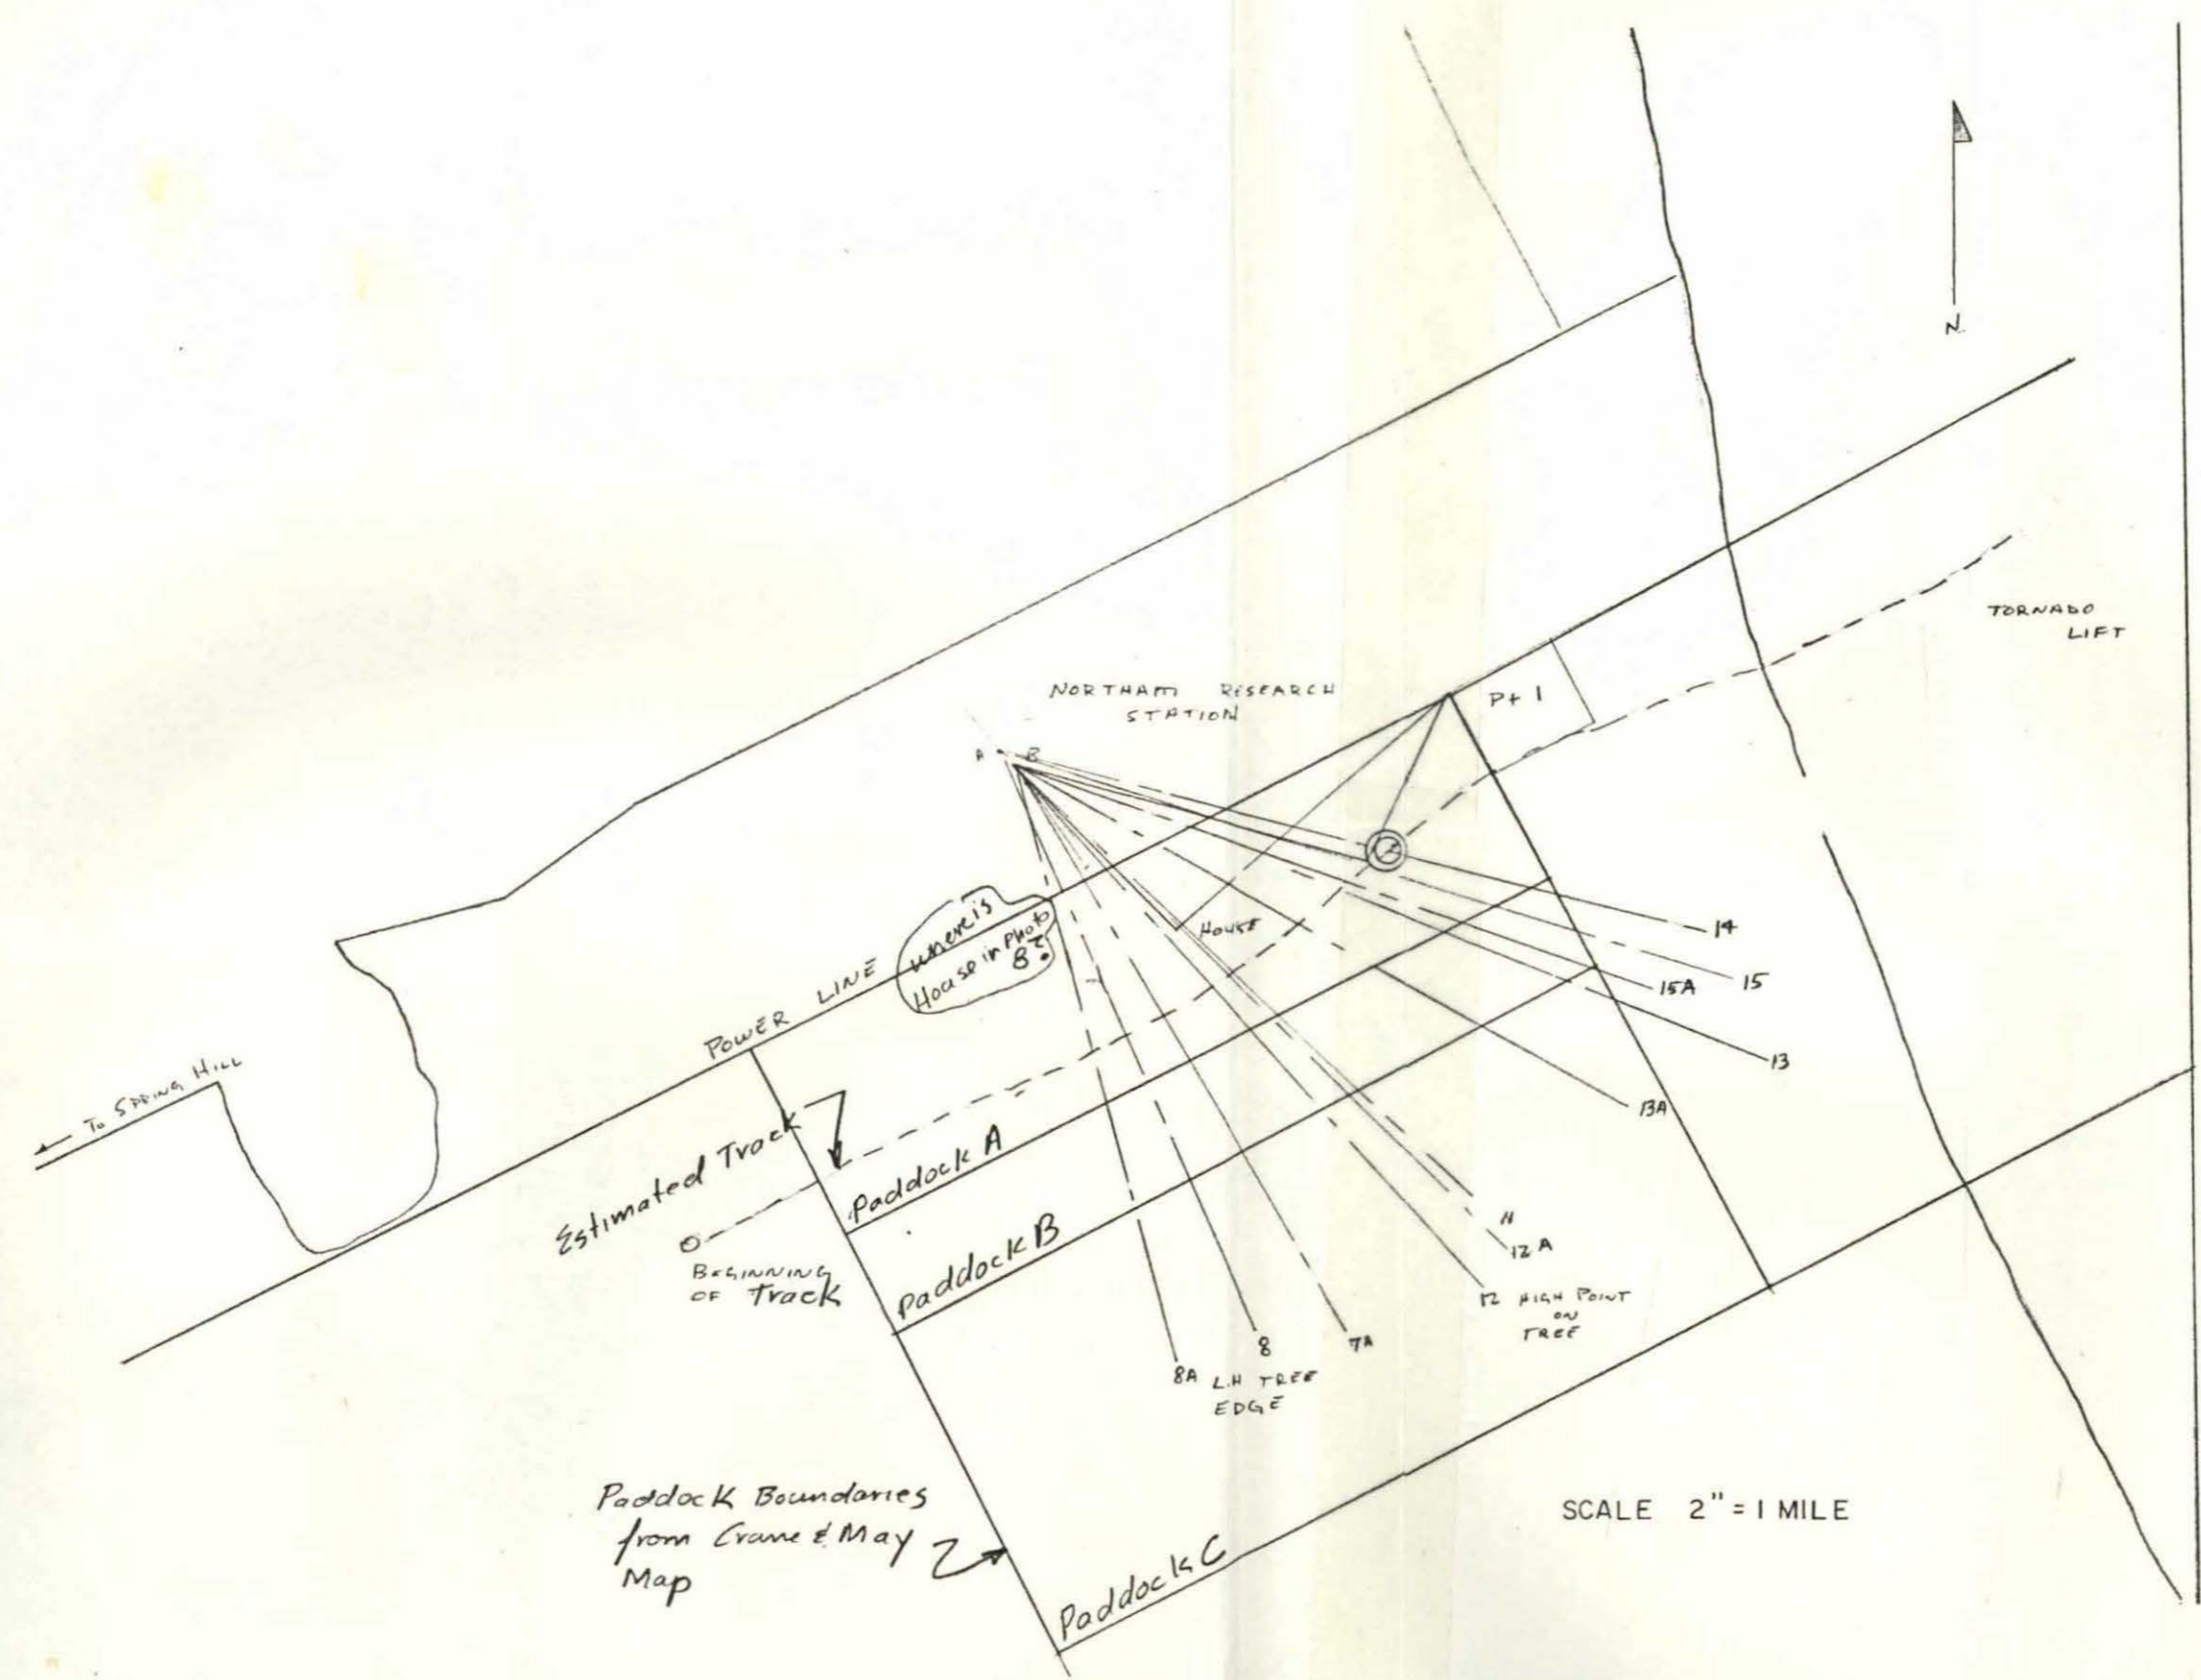 N
TORNADO
LIFT
NORTHAM RESEARCH
STATION
Pt 1
A
B
where is
House in Photo
8?
HOUSE
14
15
15A
13
13A
POWER LINE
← To SPRING HILL
Estimated Track
Paddock A
BEGINNING
OF Track
Paddock B
11
12A
12 HIGH POINT
ON
TREE
8
7A
8A L.H TREE
EDGE
Paddock Boundaries
from Crane & May
Map
Paddock C
SCALE 2" = 1 MILE